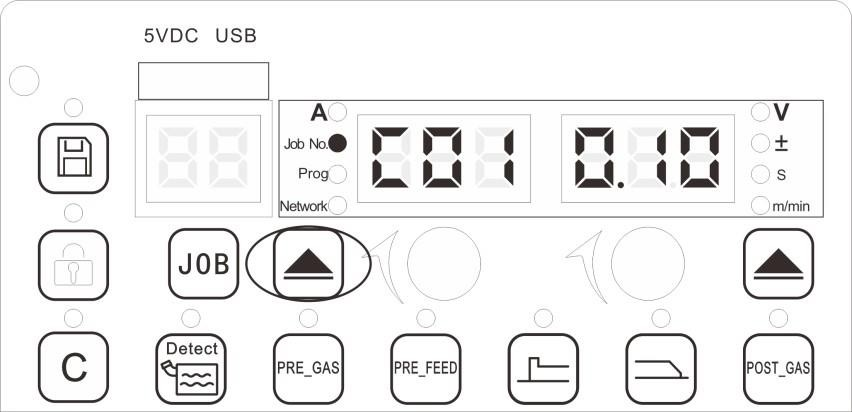 5VDC USB
A
V
Job No.
C01
0.10
±
Prog
S
Network
m/min
JOB
C
Detect
PRE_GAS
PRE_FEED
POST_GAS